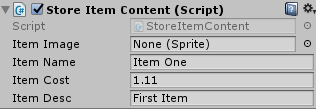 Store Item Content (Script)
Script StoreItemContent
Item Image None (Sprite)
Item Name Item One
Item Cost 1.11
Item Desc First Item